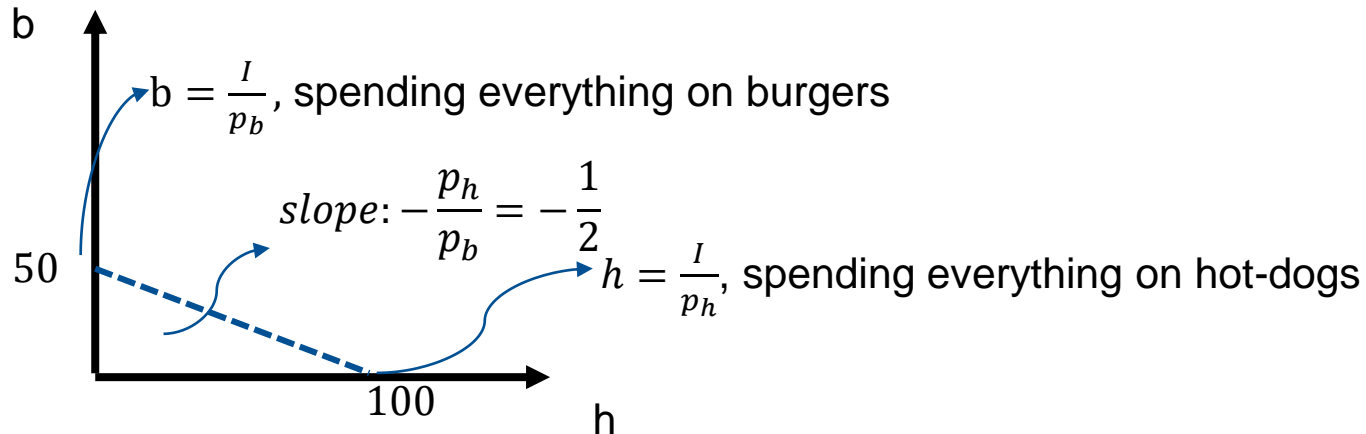 b
b = I/p_b, spending everything on burgers
slope: − p_h/p_b = − 1/2
50
h = I/p_h, spending everything on hot-dogs
100
h